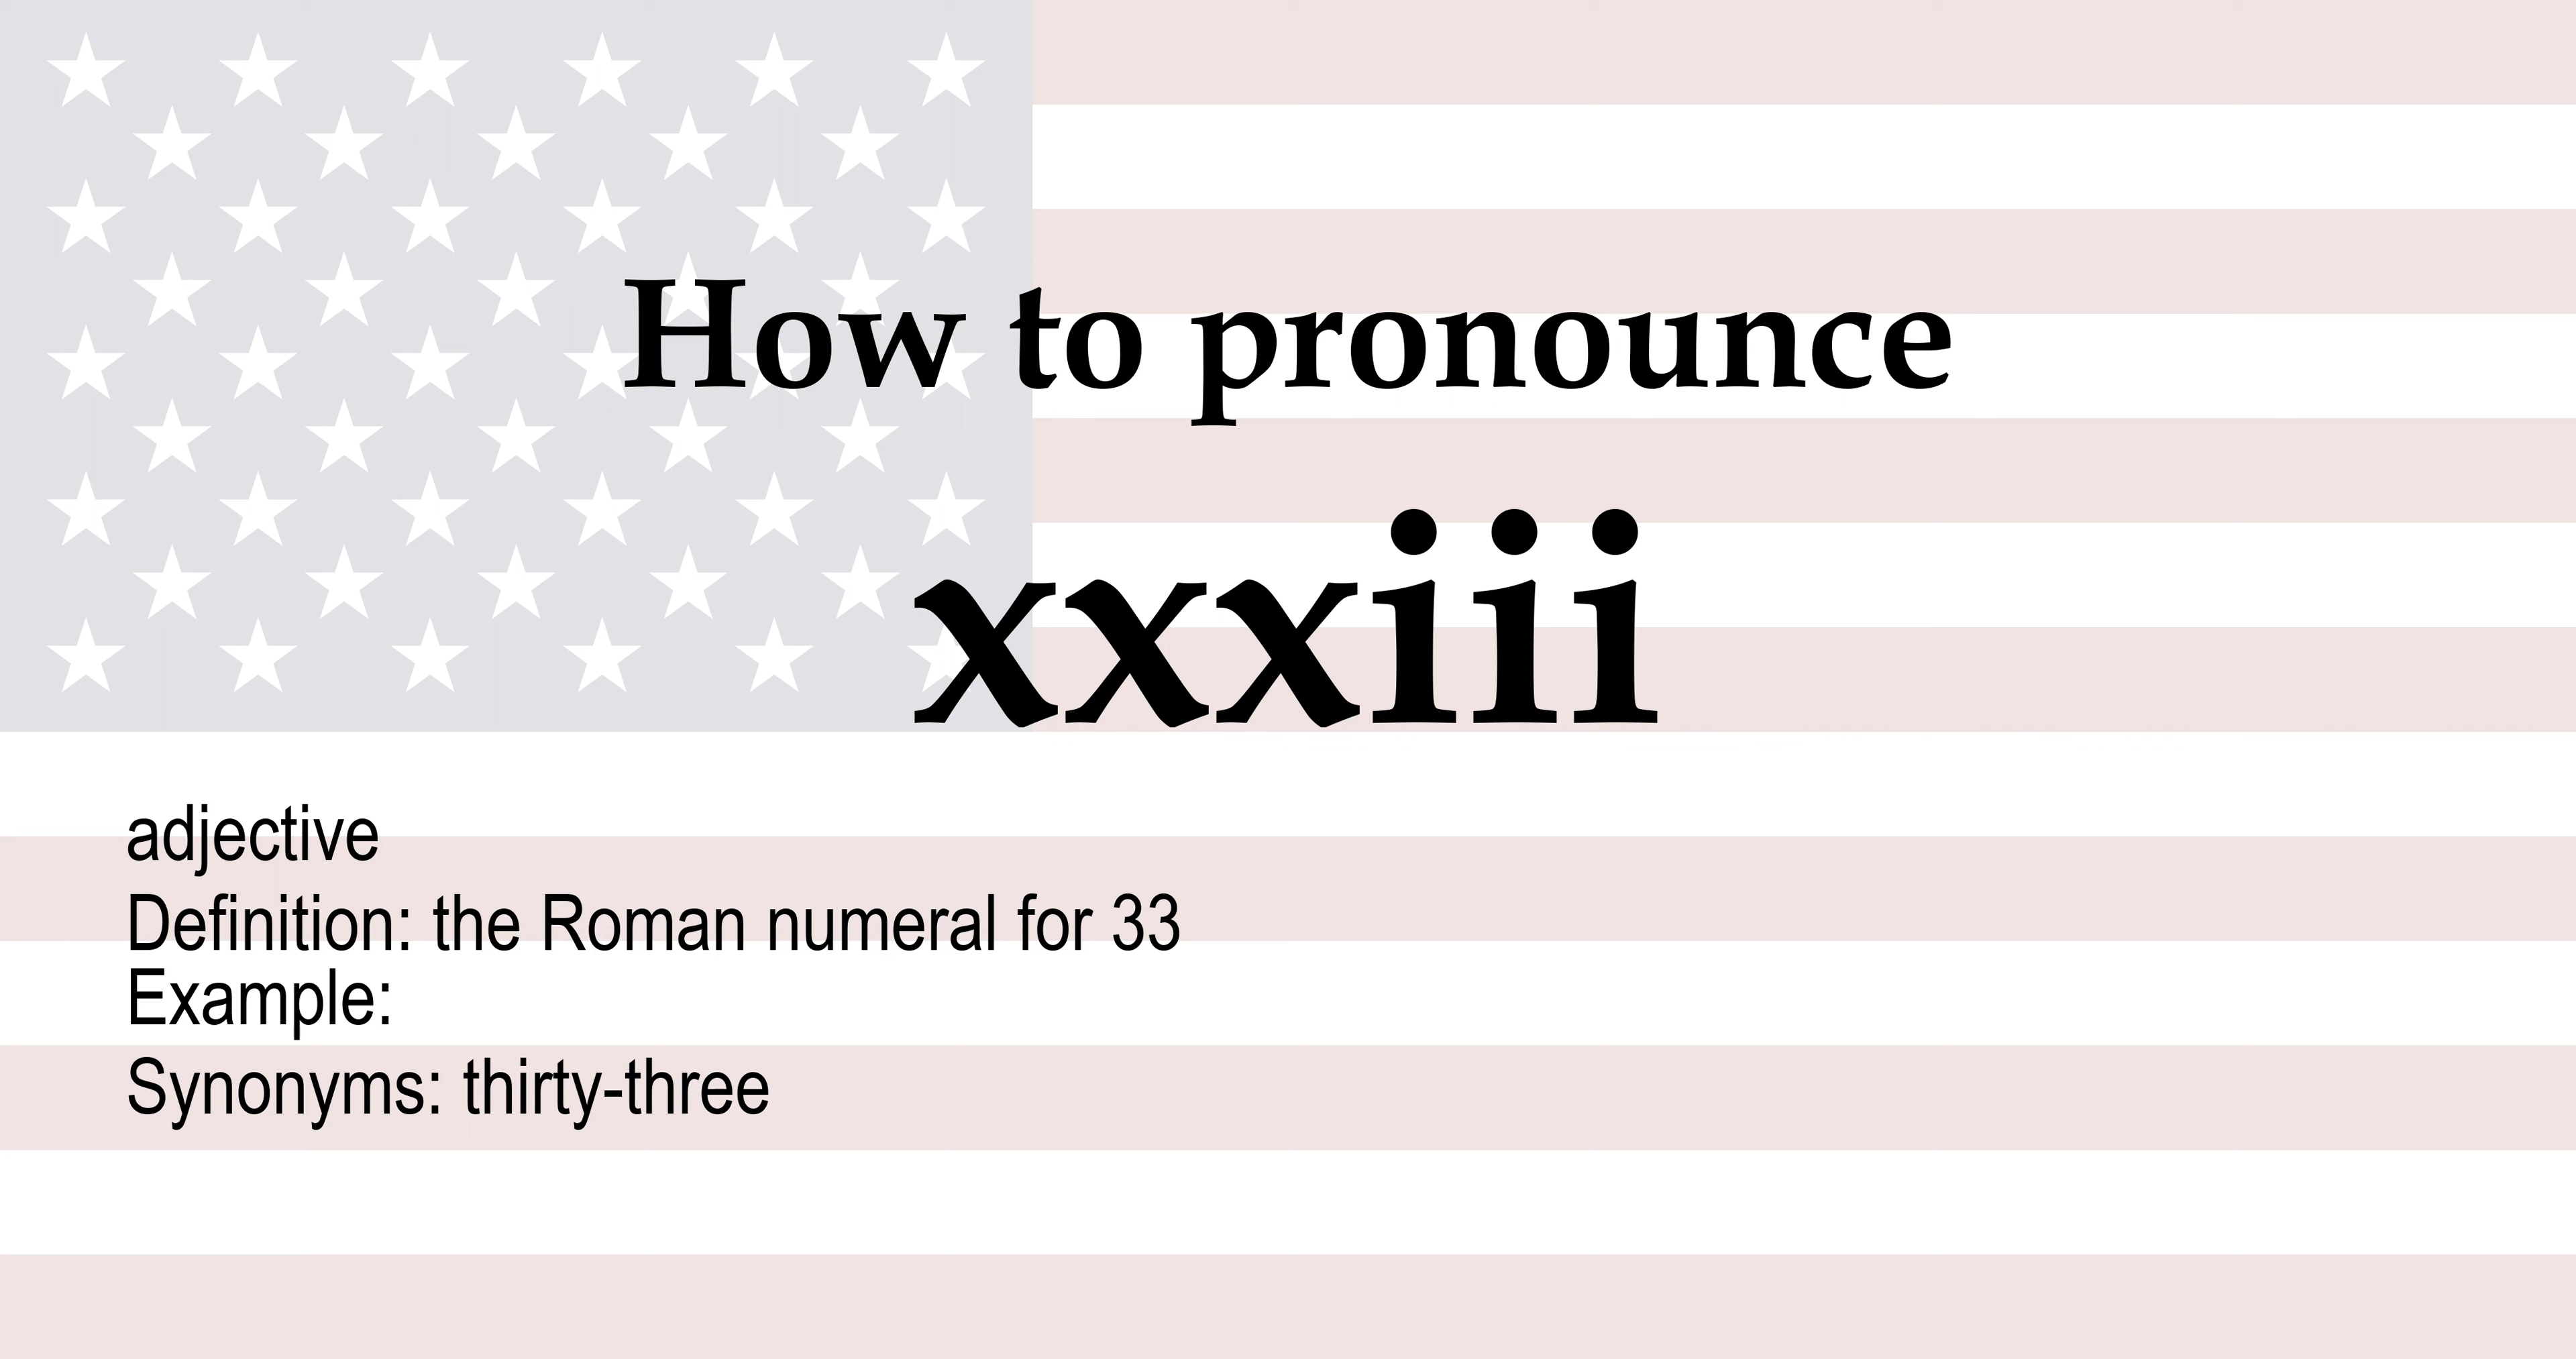 How to pronounce
xxxiii
adjective
Definition: the Roman numeral for 33
Example:
Synonyms: thirty-three